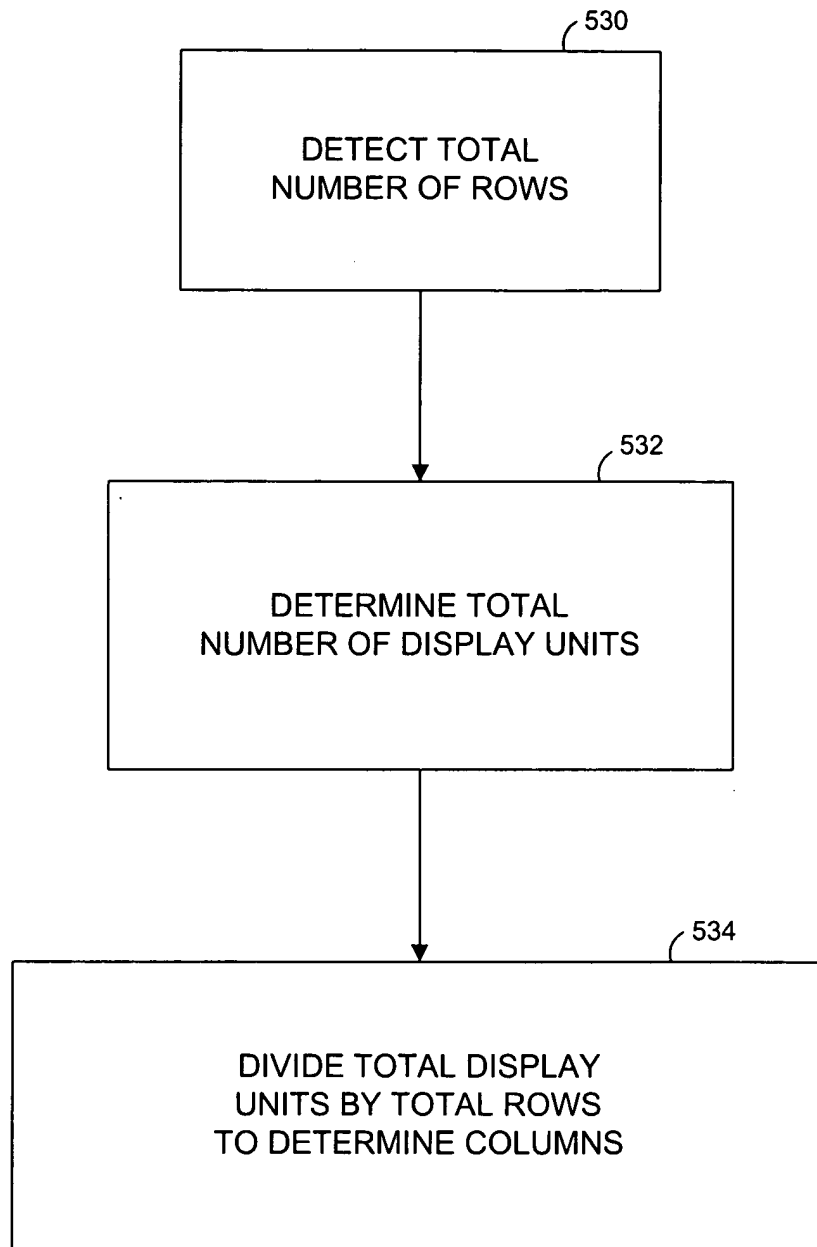 530
DETECT TOTAL
NUMBER OF ROWS
532
DETERMINE TOTAL
NUMBER OF DISPLAY UNITS
534
DIVIDE TOTAL DISPLAY
UNITS BY TOTAL ROWS
TO DETERMINE COLUMNS